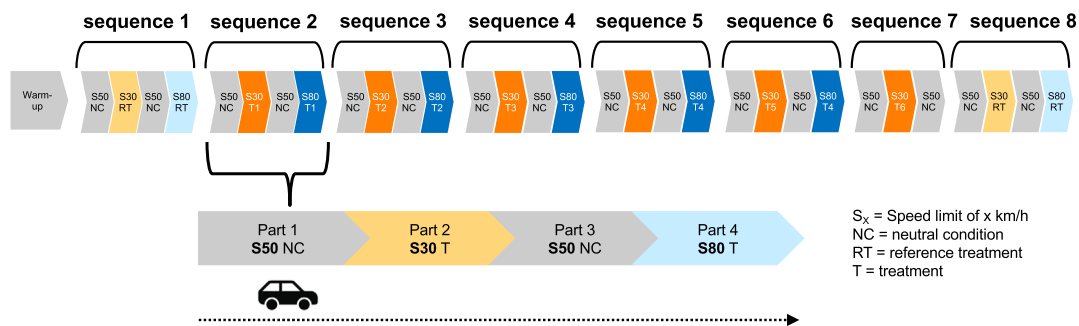 sequence 1 sequence 2 sequence 3 sequence 4 sequence 5 sequence 6 sequence 7 sequence 8
Warm-
up
S50
NC
S30
RT
S50
NC
S80
RT
S50
NC
S30
T1
S50
NC
S80
T1
S50
NC
S30
T2
S50
NC
S80
T2
S50
NC
S30
T3
S50
NC
S80
T3
S50
NC
S30
T4
S50
NC
S80
T4
S50
NC
S30
T5
S50
NC
S80
T4
S50
NC
S30
T6
S50
NC
S50
NC
S30
RT
S50
NC
S80
RT
Part 1
S50 NC
Part 2
S30 T
Part 3
S50 NC
Part 4
S80 T
SX = Speed limit of x km/h
NC = neutral condition
RT = reference treatment
T = treatment